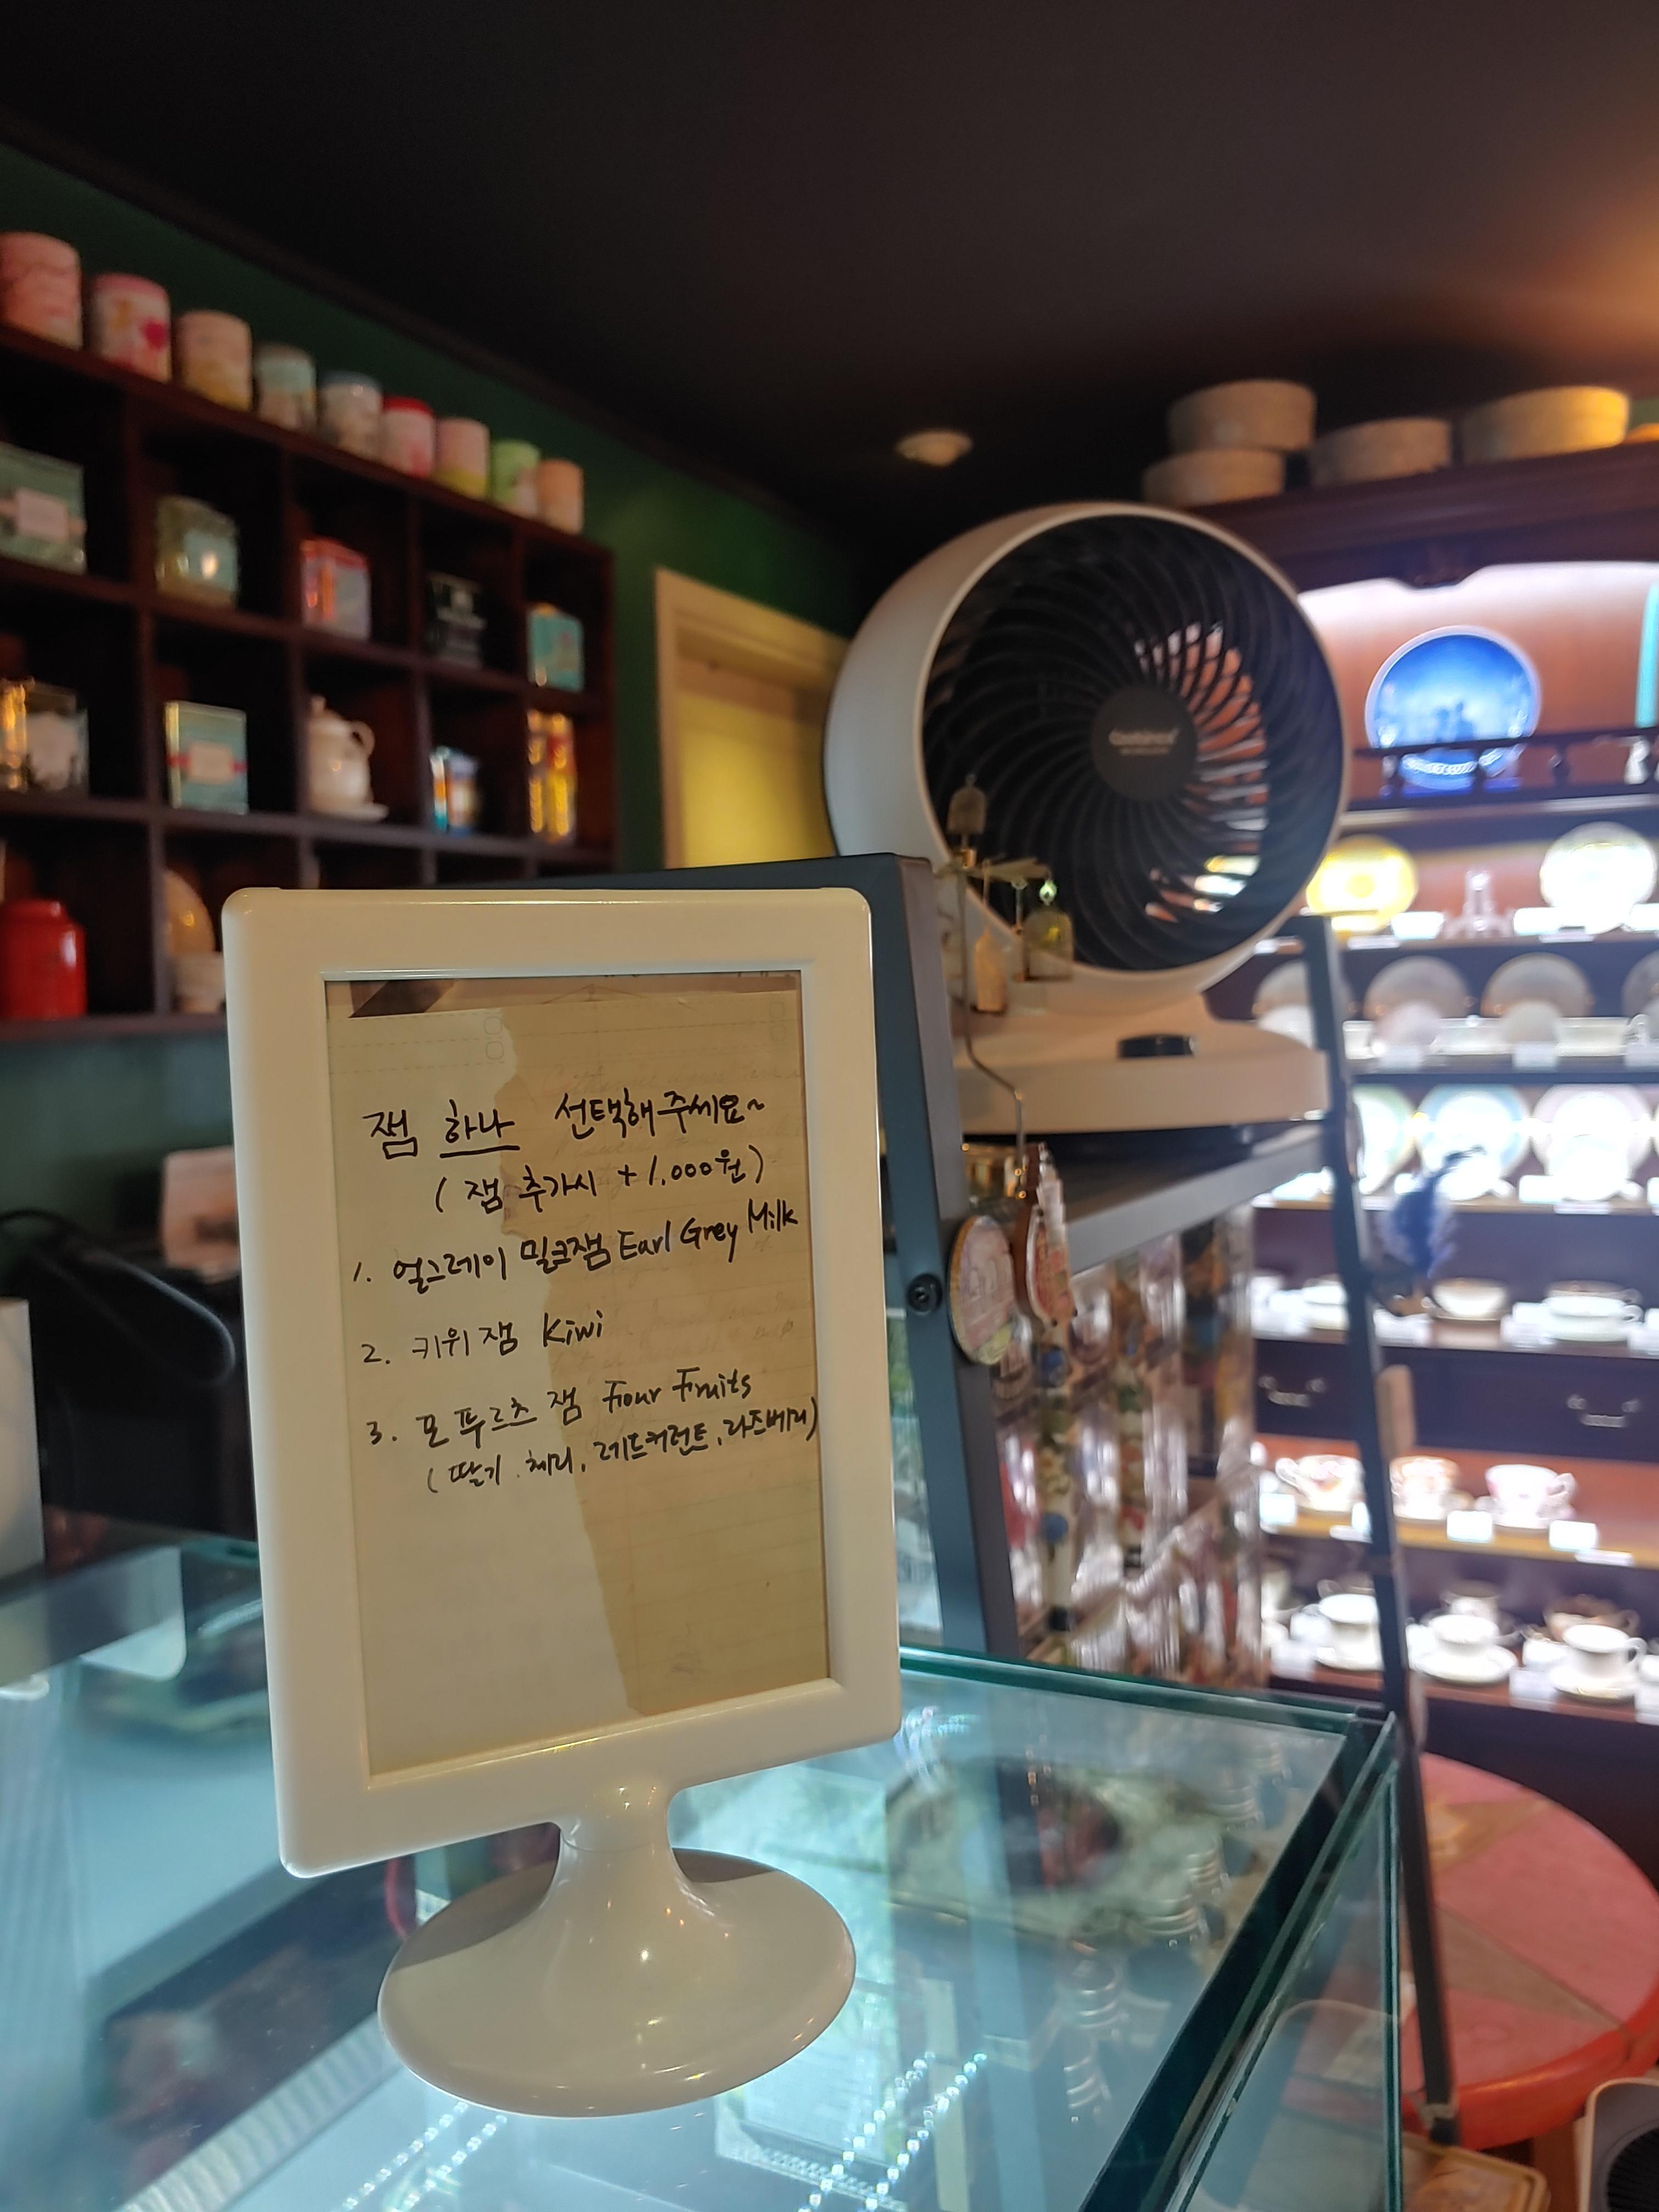 잼 하나 선택해주세요~
(잼 추가시 +1.000원)
1. 얼그레이 밀크잼 Earl Grey Milk
2. 키위 잼 Kiwi
3. 포 푸르츠 잼 Four Fruits
(딸기, 체리, 레드커런트, 라즈베리)